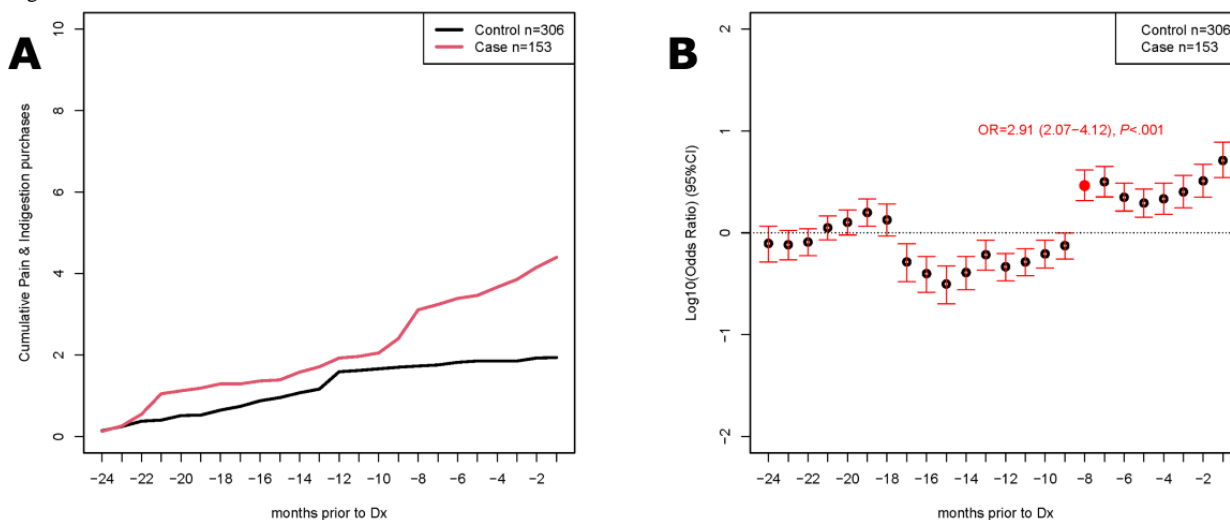 A
Control n=306
Case n=153
Cumulative Pain & Indigestion purchases
10
8
6
4
2
0
−24 −22 −20 −18 −16 −14 −12 −10 −8 −6 −4 −2
months prior to Dx
B
Control n=306
Case n=153
OR=2.91 (2.07−4.12), P<.001
Log10(Odds Ratio) (95%CI)
2
1
0
−1
−2
−24 −22 −20 −18 −16 −14 −12 −10 −8 −6 −4 −2
months prior to Dx